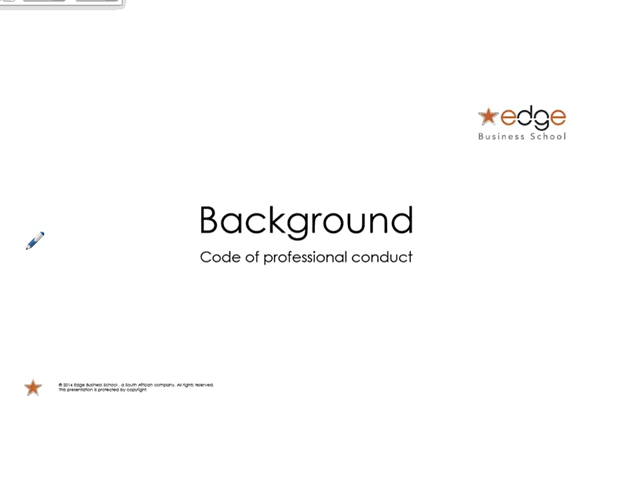 edge
Business School
Background
Code of professional conduct
© 2014 Edge Business School, a South African company. All rights reserved.
This presentation is protected by copyright.